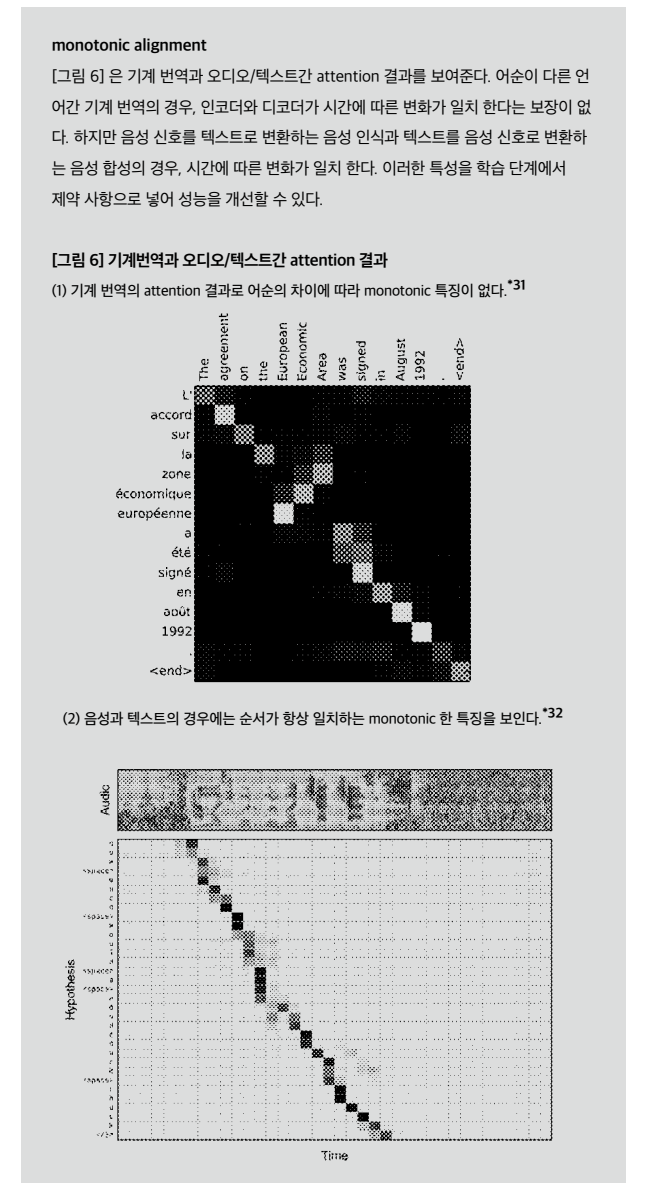 monotonic alignment
[그림 6] 은 기계 번역과 오디오/텍스트간 attention 결과를 보여준다. 어순이 다른 언
어간 기계 번역의 경우, 인코더와 디코더가 시간에 따른 변화가 일치 한다는 보장이 없
다. 하지만 음성 신호를 텍스트로 변환하는 음성 인식과 텍스트를 음성 신호로 변환하
는 음성 합성의 경우, 시간에 따른 변화가 일치 한다. 이러한 특성을 학습 단계에서
제약 사항으로 넣어 성능을 개선할 수 있다.
[그림 6] 기계번역과 오디오/텍스트간 attention 결과
(1) 기계 번역의 attention 결과로 어순의 차이에 따라 monotonic 특징이 없다.*31
The agreement on the European Economic Area was signed in August 1992 . <end>
L'
accord
sur
la
zone
économique
européenne
a
été
signé
en
août
1992
.
<end>
(2) 음성과 텍스트의 경우에는 순서가 항상 일치하는 monotonic 한 특징을 보인다.*32
Audio
Hypothesis
<space>
<space>
<space>
<space>
<space>
</s>
Time